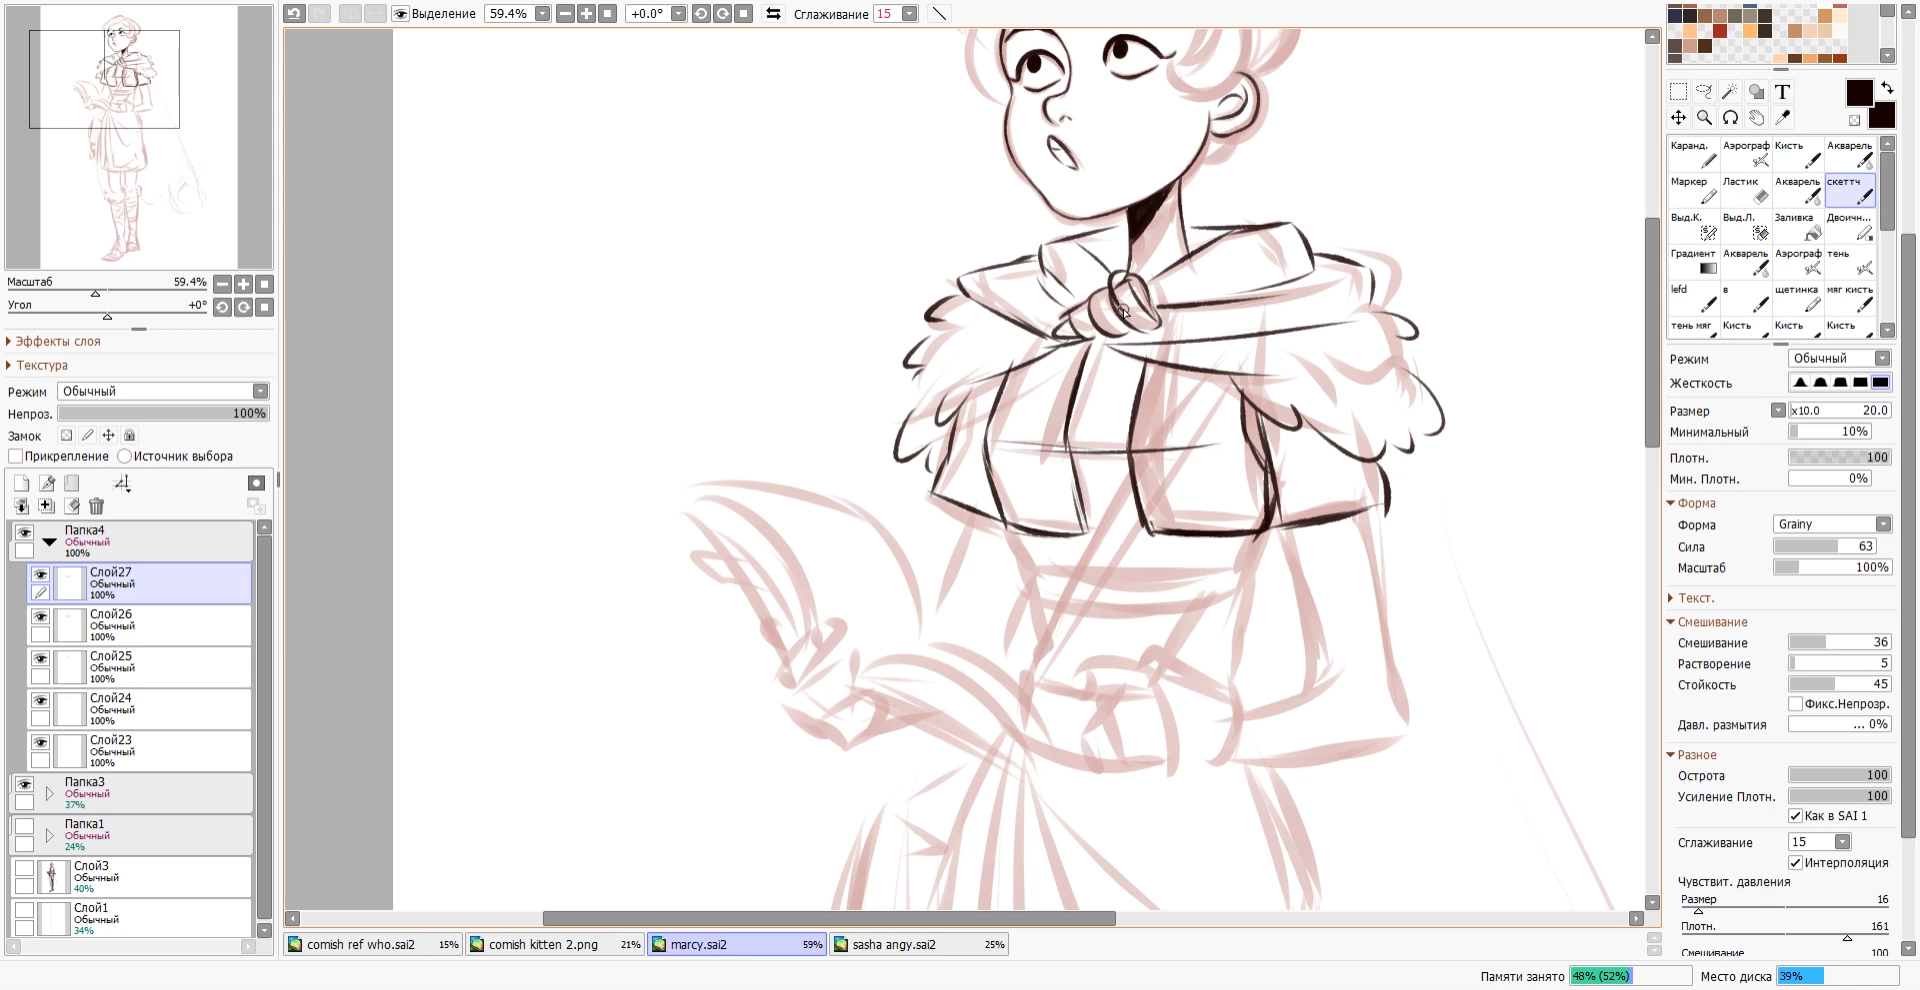 Выделение 59.4% +0.0° Сглаживание 15
Масштаб 59.4%
Угол +0°
Эффекты слоя
Текстура
Режим Обычный
Непроз. 100%
Замок
Прикрепление Источник выбора
Папка4
Обычный
100%
Слой27
Обычный
100%
Слой26
Обычный
100%
Слой25
Обычный
100%
Слой24
Обычный
100%
Слой23
Обычный
100%
Папка3
Обычный
37%
Папка1
Обычный
24%
Слой3
Обычный
40%
Слой1
Обычный
34%
comish ref who.sai2 15% comish kitten 2.png 21% marcy.sai2 59% sasha angy.sai2 25%
T
Каранд. Аэрограф Кисть Акварель
Маркер Ластик Акварель скеттч
Выд.К. Выд.Л. Заливка Двоичн...
Градиент Акварель Аэрограф тень
lefd в щетинка мяг кисть
тень мяг Кисть Кисть Кисть
Режим Обычный
Жесткость
Размер x10.0 20.0
Минимальный 10%
Плотн. 100
Мин. Плотн. 0%
Форма
Форма Grainy
Сила 63
Масштаб 100%
Текст.
Смешивание
Смешивание 36
Растворение 5
Стойкость 45
Фикс.Непрозр.
Давл. размытия ... 0%
Разное
Острота 100
Усиление Плотн. 100
Как в SAI 1
Сглаживание 15
Интерполяция
Чувствит. давления
Размер 16
Плотн. 161
Смешивание 100
Памяти занято 48% (52%) Место диска 39%